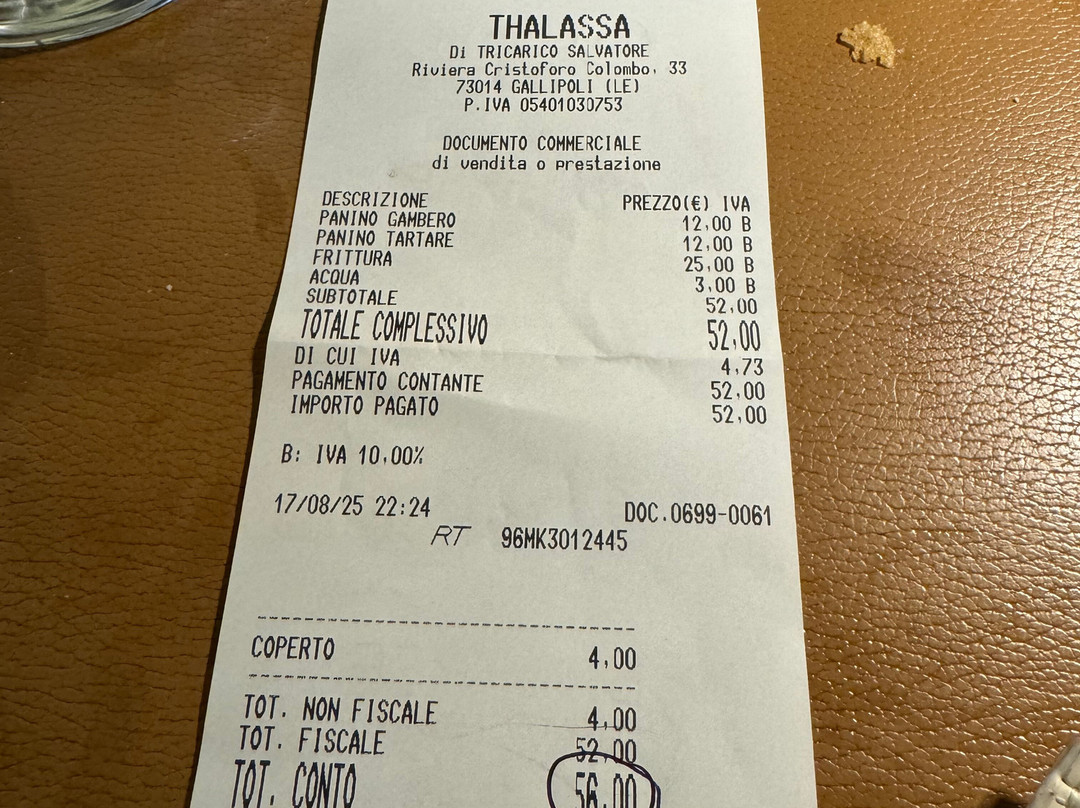 THALASSA
Di TRICARICO SALVATORE
Riviera Cristoforo Colombo, 33
73014 GALLIPOLI (LE)
P.IVA 05401030753
DOCUMENTO COMMERCIALE
di vendita o prestazione
DESCRIZIONE PREZZO(€) IVA
PANINO GAMBERO 12,00 B
PANINO TARTARE 12,00 B
FRITTURA 25,00 B
ACQUA 3,00 B
SUBTOTALE 52,00
TOTALE COMPLESSIVO 52,00
DI CUI IVA 4,73
PAGAMENTO CONTANTE 52,00
IMPORTO PAGATO 52,00
B: IVA 10,00%
17/08/25 22:24 DOC.0699-0061
RT 96MK3012445
COPERTO 4,00
TOT. NON FISCALE 4,00
TOT. FISCALE 52,00
TOT. CONTO 56,00